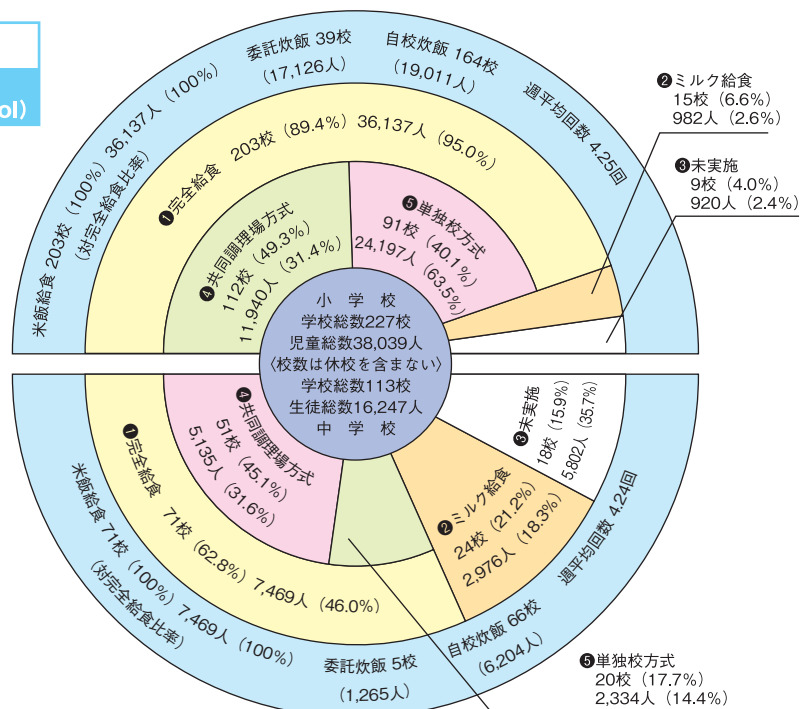 ol)
委託炊飯 39校
(17,126人)
自校炊飯 164校
(19,011人)
週平均回数 4.25回
米飯給食 203校 (100%) 36,137人 (100%)
(対完全給食比率)
❶完全給食 203校 (89.4%) 36,137人 (95.0%)
❹共同調理場方式
112校 (49.3%)
11,940人 (31.4%)
❺単独校方式
91校 (40.1%)
24,197人 (63.5%)
❷ミルク給食
15校 (6.6%)
982人 (2.6%)
❸未実施
9校 (4.0%)
920人 (2.4%)
小学校
学校総数227校
児童総数38,039人
〈校数は休校を含まない〉
学校総数113校
生徒総数16,247人
中学校
❹共同調理場方式
51校 (45.1%)
5,135人 (31.6%)
❶完全給食 71校 (62.8%) 7,469人 (46.0%)
米飯給食 71校 (100%) 7,469人 (100%)
(対完全給食比率)
❸未実施
18校 (15.9%)
5,802人 (35.7%)
❷ミルク給食
24校 (21.2%)
2,976人 (18.3%)
週平均回数 4.24回
自校炊飯 66校
(6,204人)
委託炊飯 5校
(1,265人)
❺単独校方式
20校 (17.7%)
2,334人 (14.4%)